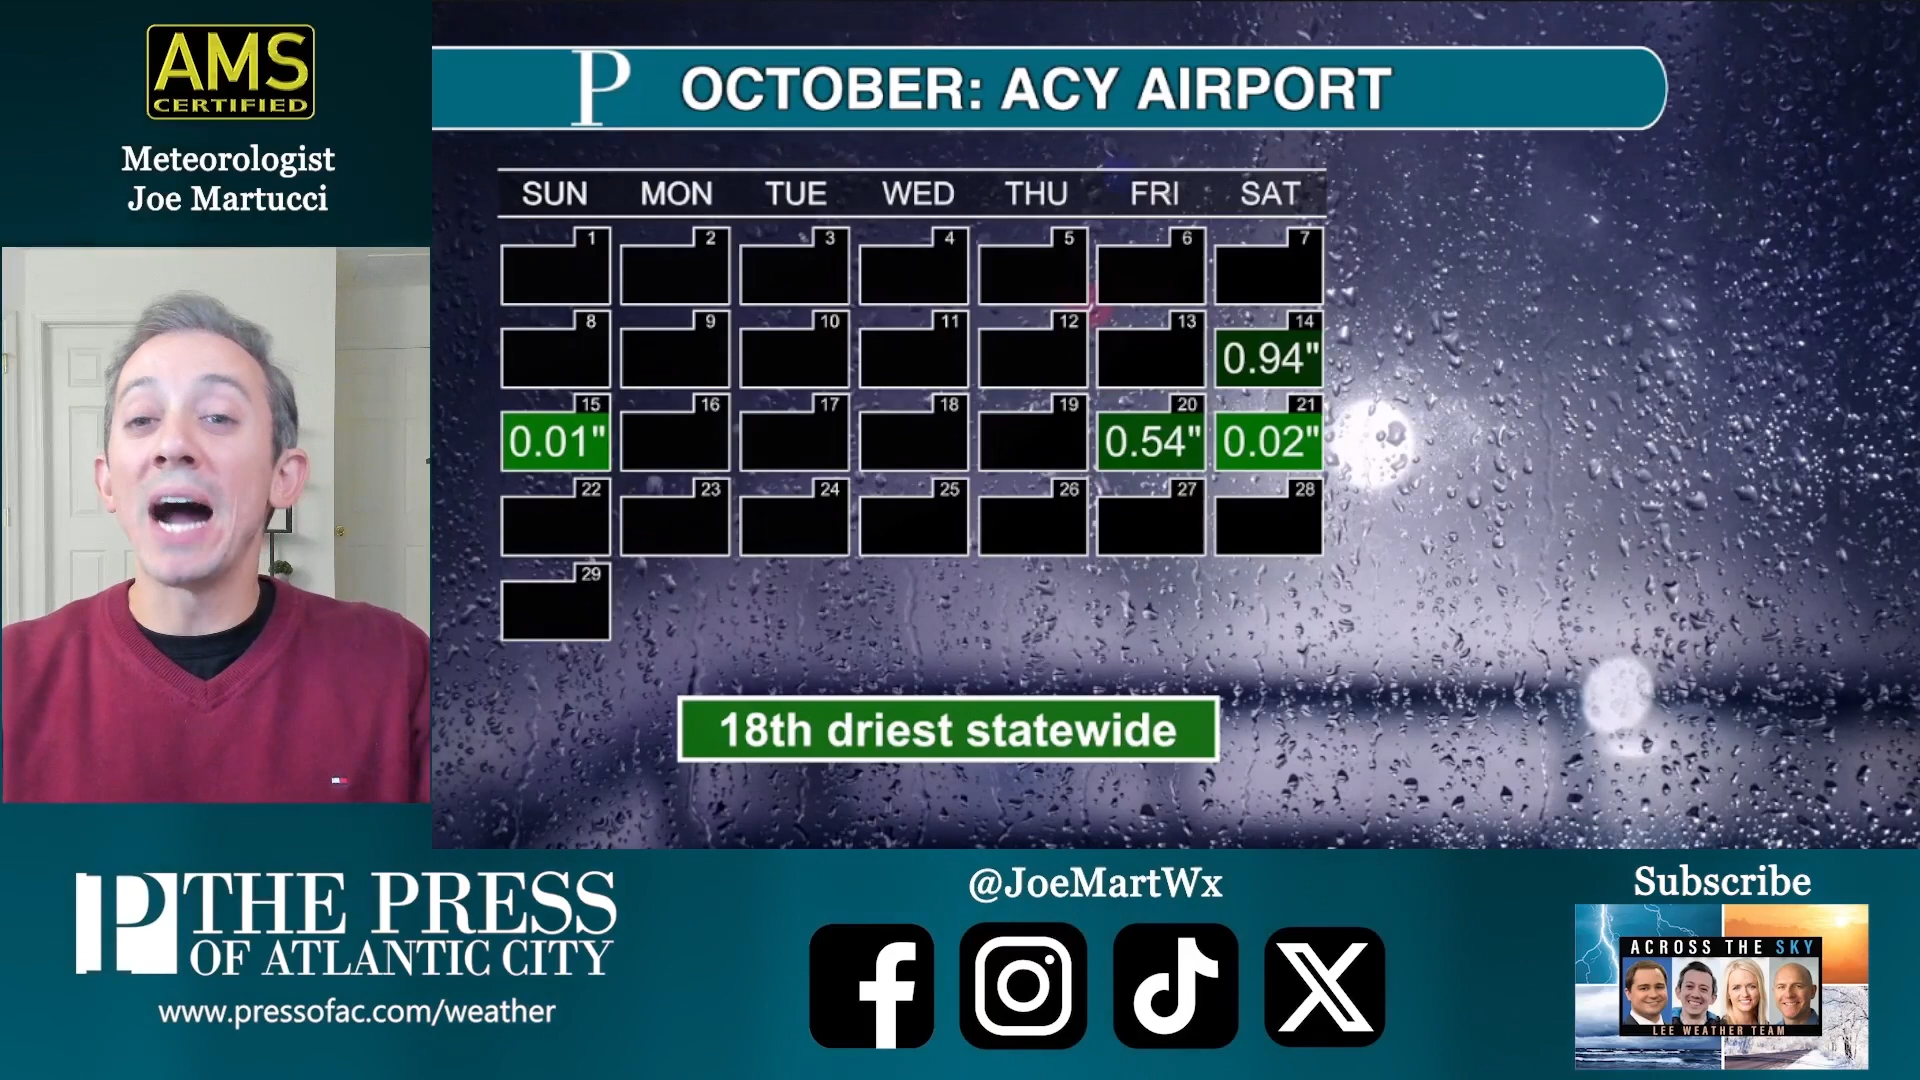 AMS
CERTIFIED
Meteorologist
Joe Martucci
P OCTOBER: ACY AIRPORT
SUN MON TUE WED THU FRI SAT
1 2 3 4 5 6 7
8 9 10 11 12 13 14
0.94"
15 16 17 18 19 20 21
0.01" 0.54" 0.02"
22 23 24 25 26 27 28
29
18th driest statewide
P THE PRESS
OF ATLANTIC CITY
www.pressofac.com/weather
@JoeMartWx
Subscribe
ACROSS THE SKY
LEE WEATHER TEAM